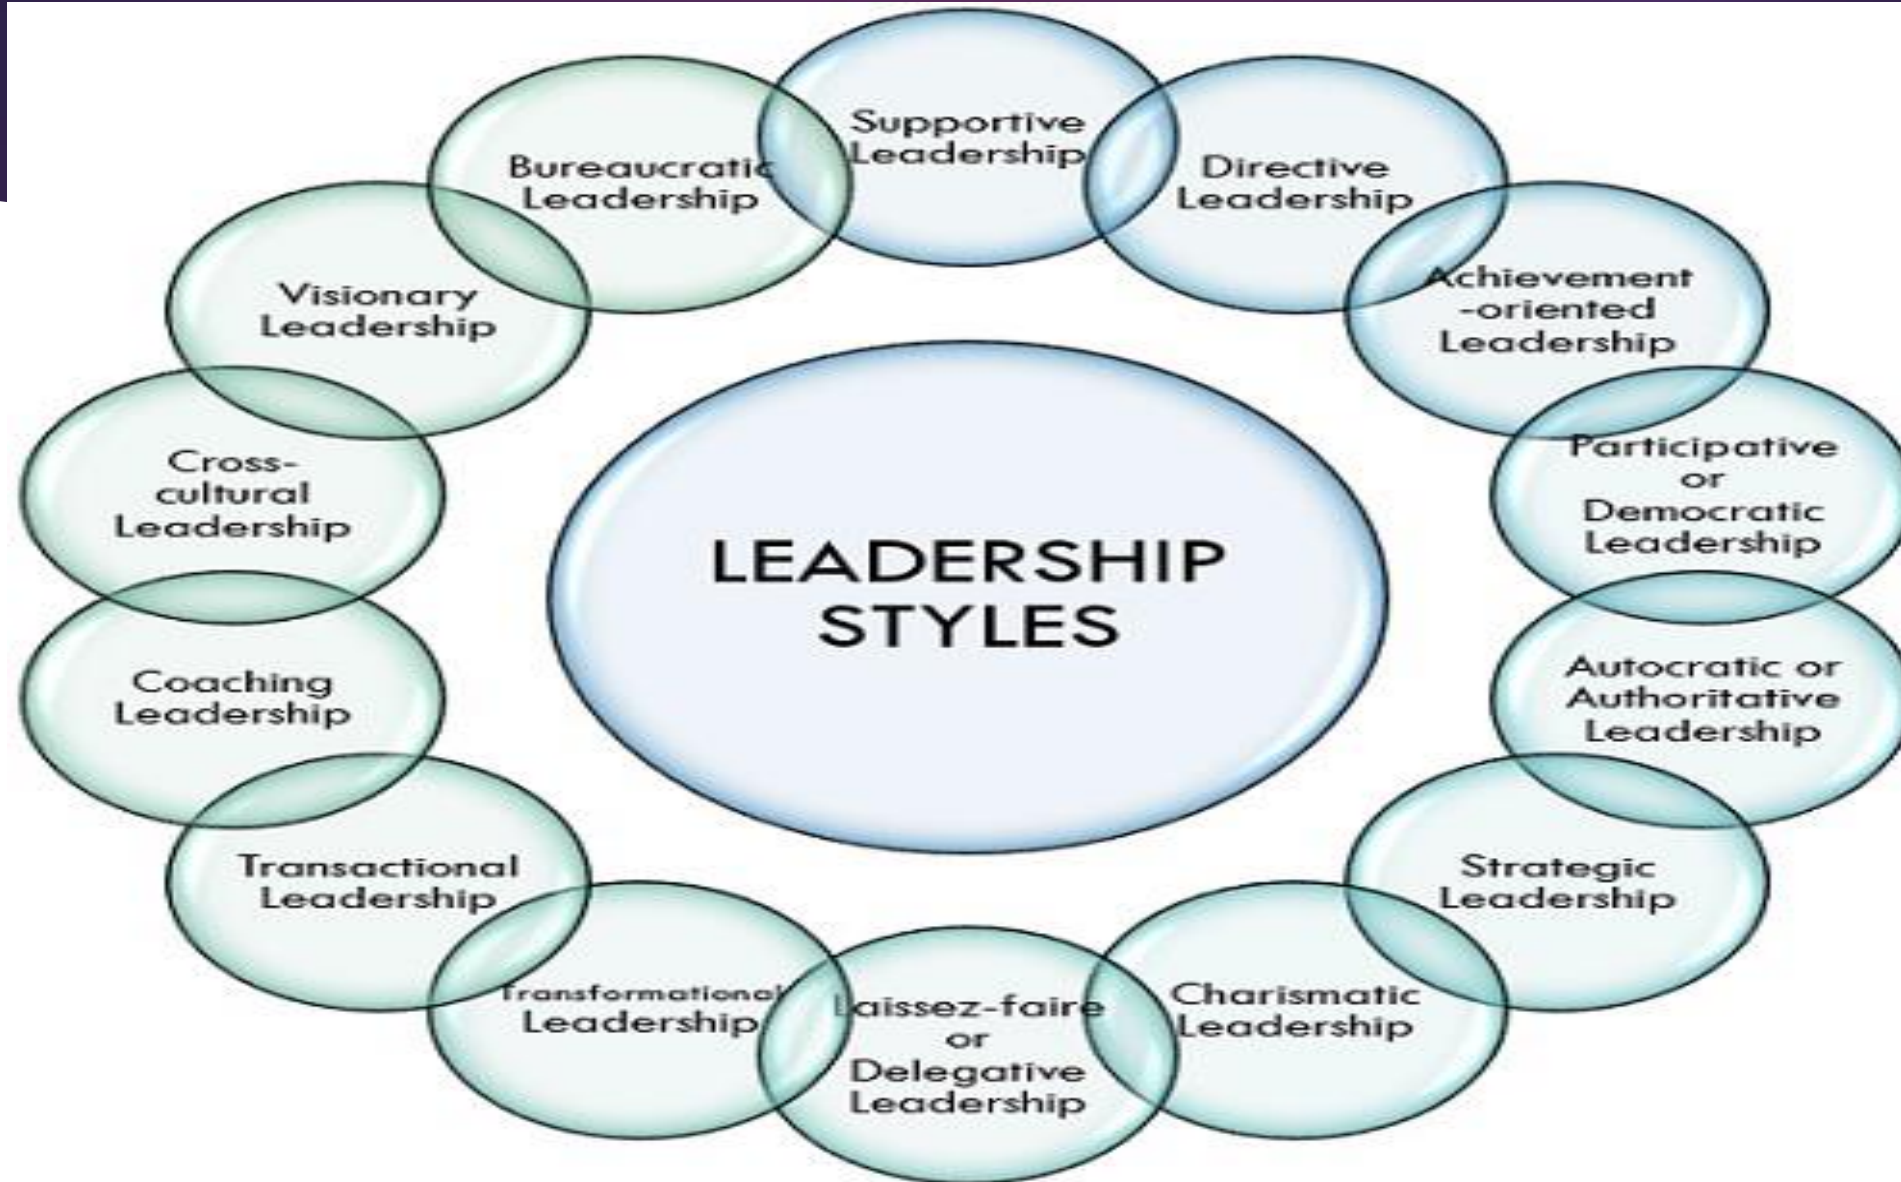 Supportive
Leadership
Directive
Leadership
Achievement
-oriented
Leadership
Participative
or
Democratic
Leadership
Autocratic or
Authoritative
Leadership
Strategic
Leadership
Charismatic
Leadership
Laissez-faire
or
Delegative
Leadership
Transformational
Leadership
Transactional
Leadership
Coaching
Leadership
Cross-
cultural
Leadership
Visionary
Leadership
Bureaucratic
Leadership
LEADERSHIP
STYLES